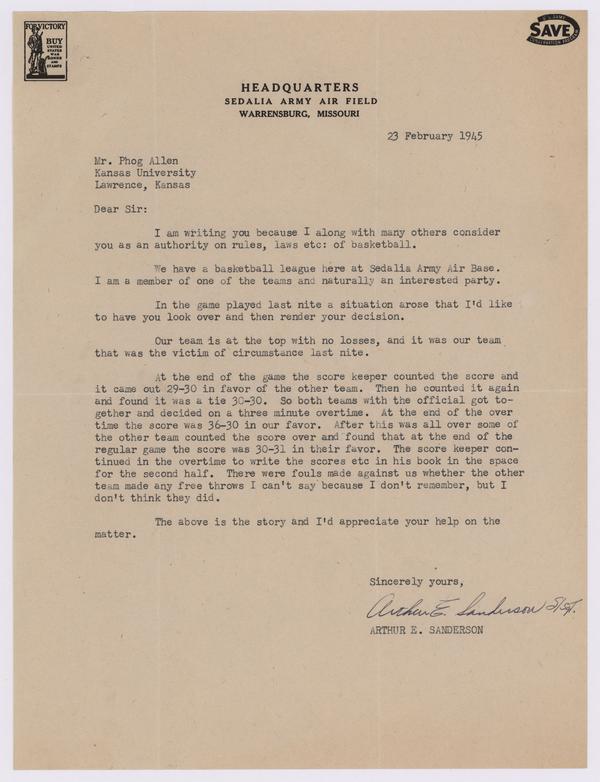 FOR VICTORY
BUY
UNITED
STATES
WAR
BONDS
AND
STAMPS
SAVE
HEADQUARTERS
SEDALIA ARMY AIR FIELD
WARRENSBURG, MISSOURI
23 February 1945
Mr. Phog Allen
Kansas University
Lawrence, Kansas
Dear Sir:
I am writing you because I along with many others consider
you as an authority on rules, laws etc: of basketball.
We have a basketball league here at Sedalia Army Air Base.
I am a member of one of the teams and naturally an interested party.
In the game played last nite a situation arose that I'd like
to have you look over and then render your decision.
Our team is at the top with no losses, and it was our team
that was the victim of circumstance last nite.
At the end of the game the score keeper counted the score and
it came out 29-30 in favor of the other team. Then he counted it again
and found it was a tie 30-30. So both teams with the official got to-
gether and decided on a three minute overtime. At the end of the over
time the score was 36-30 in our favor. After this was all over some of
the other team counted the score over and found that at the end of the
regular game the score was 30-31 in their favor. The score keeper con-
tinued in the overtime to write the scores etc in his book in the space
for the second half. There were fouls made against us whether the other
team made any free throws I can't say because I don't remember, but I
don't think they did.
The above is the story and I'd appreciate your help on the
matter.
Sincerely yours,
Arthur E. Sanderson S/Sgt.
ARTHUR E. SANDERSON